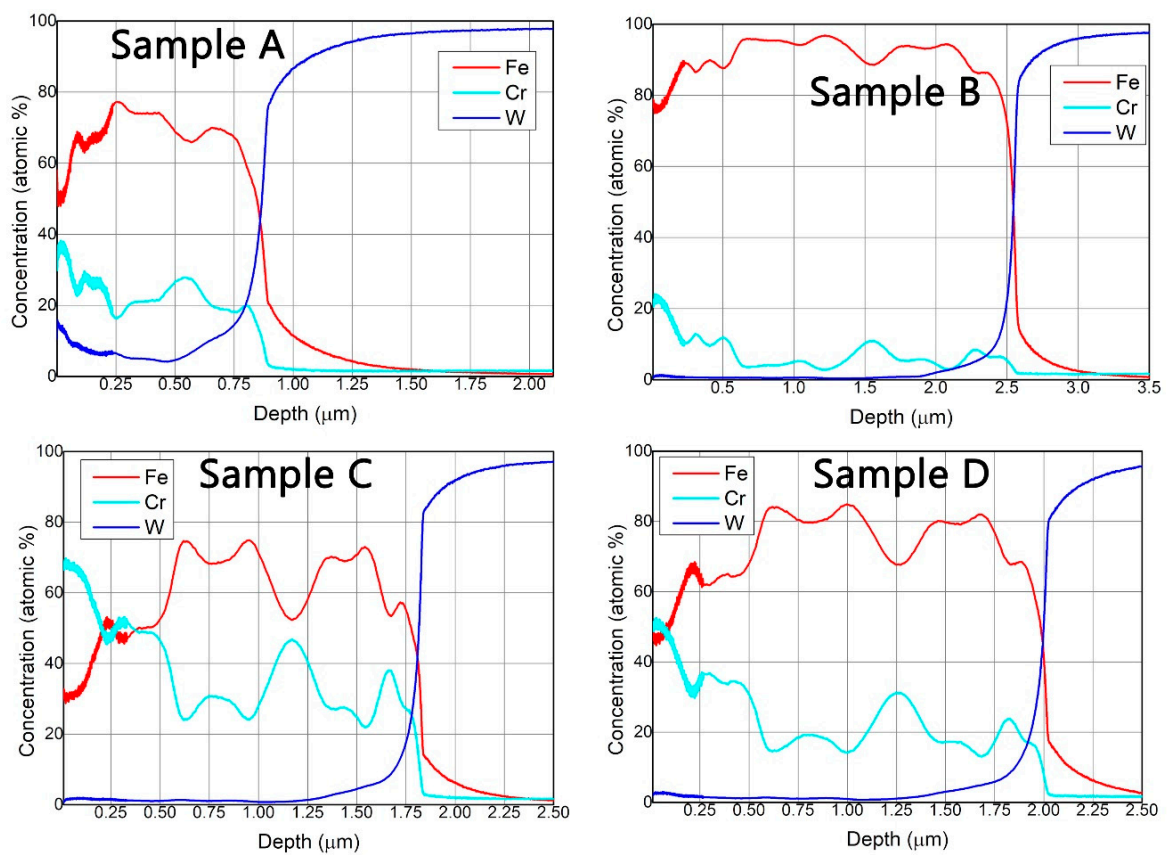 Sample A
Concentration (atomic %)
100
80
60
40
20
0
Fe
Cr
W
0.25 0.50 0.75 1.00 1.25 1.50 1.75 2.00
Depth (μm)
Sample B
Concentration (atomic %)
100
80
60
40
20
0
Fe
Cr
W
0.5 1.0 1.5 2.0 2.5 3.0 3.5
Depth (μm)
Sample C
Concentration (atomic %)
100
80
60
40
20
0
Fe
Cr
W
0.25 0.50 0.75 1.00 1.25 1.50 1.75 2.00 2.25 2.50
Depth (μm)
Sample D
Concentration (atomic %)
100
80
60
40
20
0
Fe
Cr
W
0.25 0.50 0.75 1.00 1.25 1.50 1.75 2.00 2.25 2.50
Depth (μm)